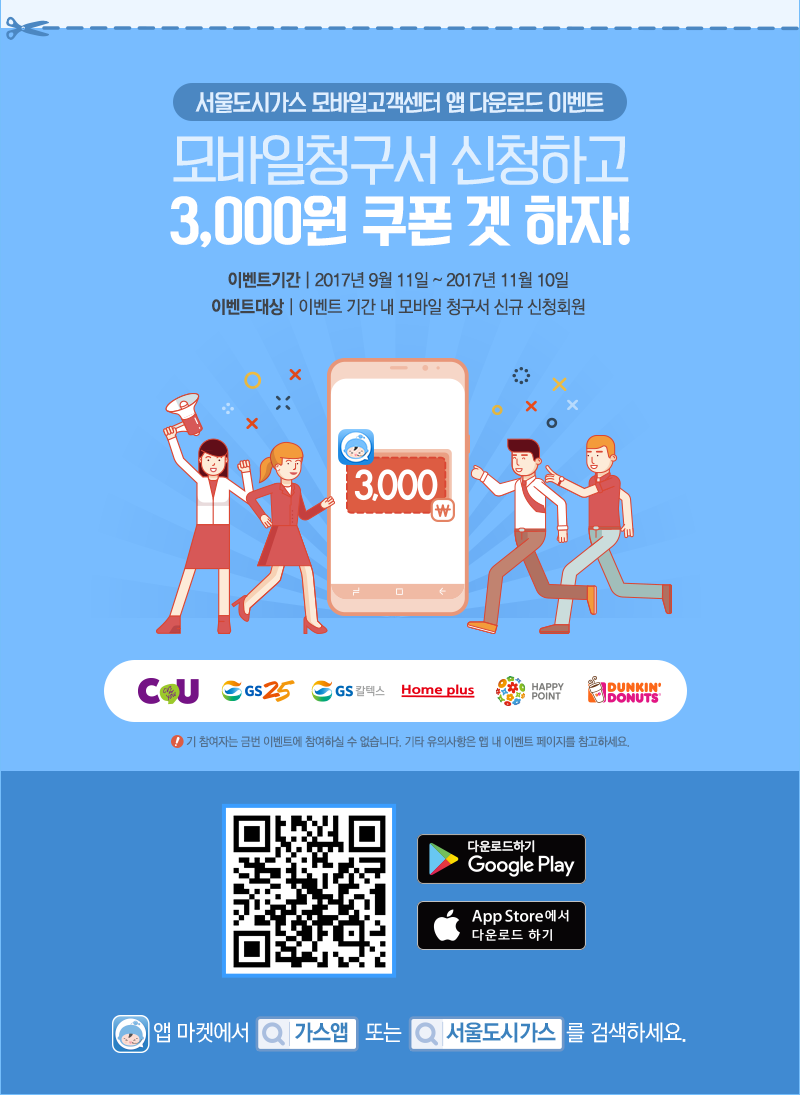 서울도시가스 모바일고객센터 앱 다운로드 이벤트
모바일청구서 신청하고
3,000원 쿠폰 겟 하자!
이벤트기간 | 2017년 9월 11일 ~ 2017년 11월 10일
이벤트대상 | 이벤트 기간 내 모바일 청구서 신규 신청회원
3,000
₩
CU GS25 GS 칼텍스 Home plus HAPPY POINT DUNKIN' DONUTS
! 기 참여자는 금번 이벤트에 참여하실 수 없습니다. 기타 유의사항은 앱 내 이벤트 페이지를 참고하세요.
다운로드하기
Google Play
App Store에서
다운로드 하기
앱 마켓에서 가스앱 또는 서울도시가스 를 검색하세요.